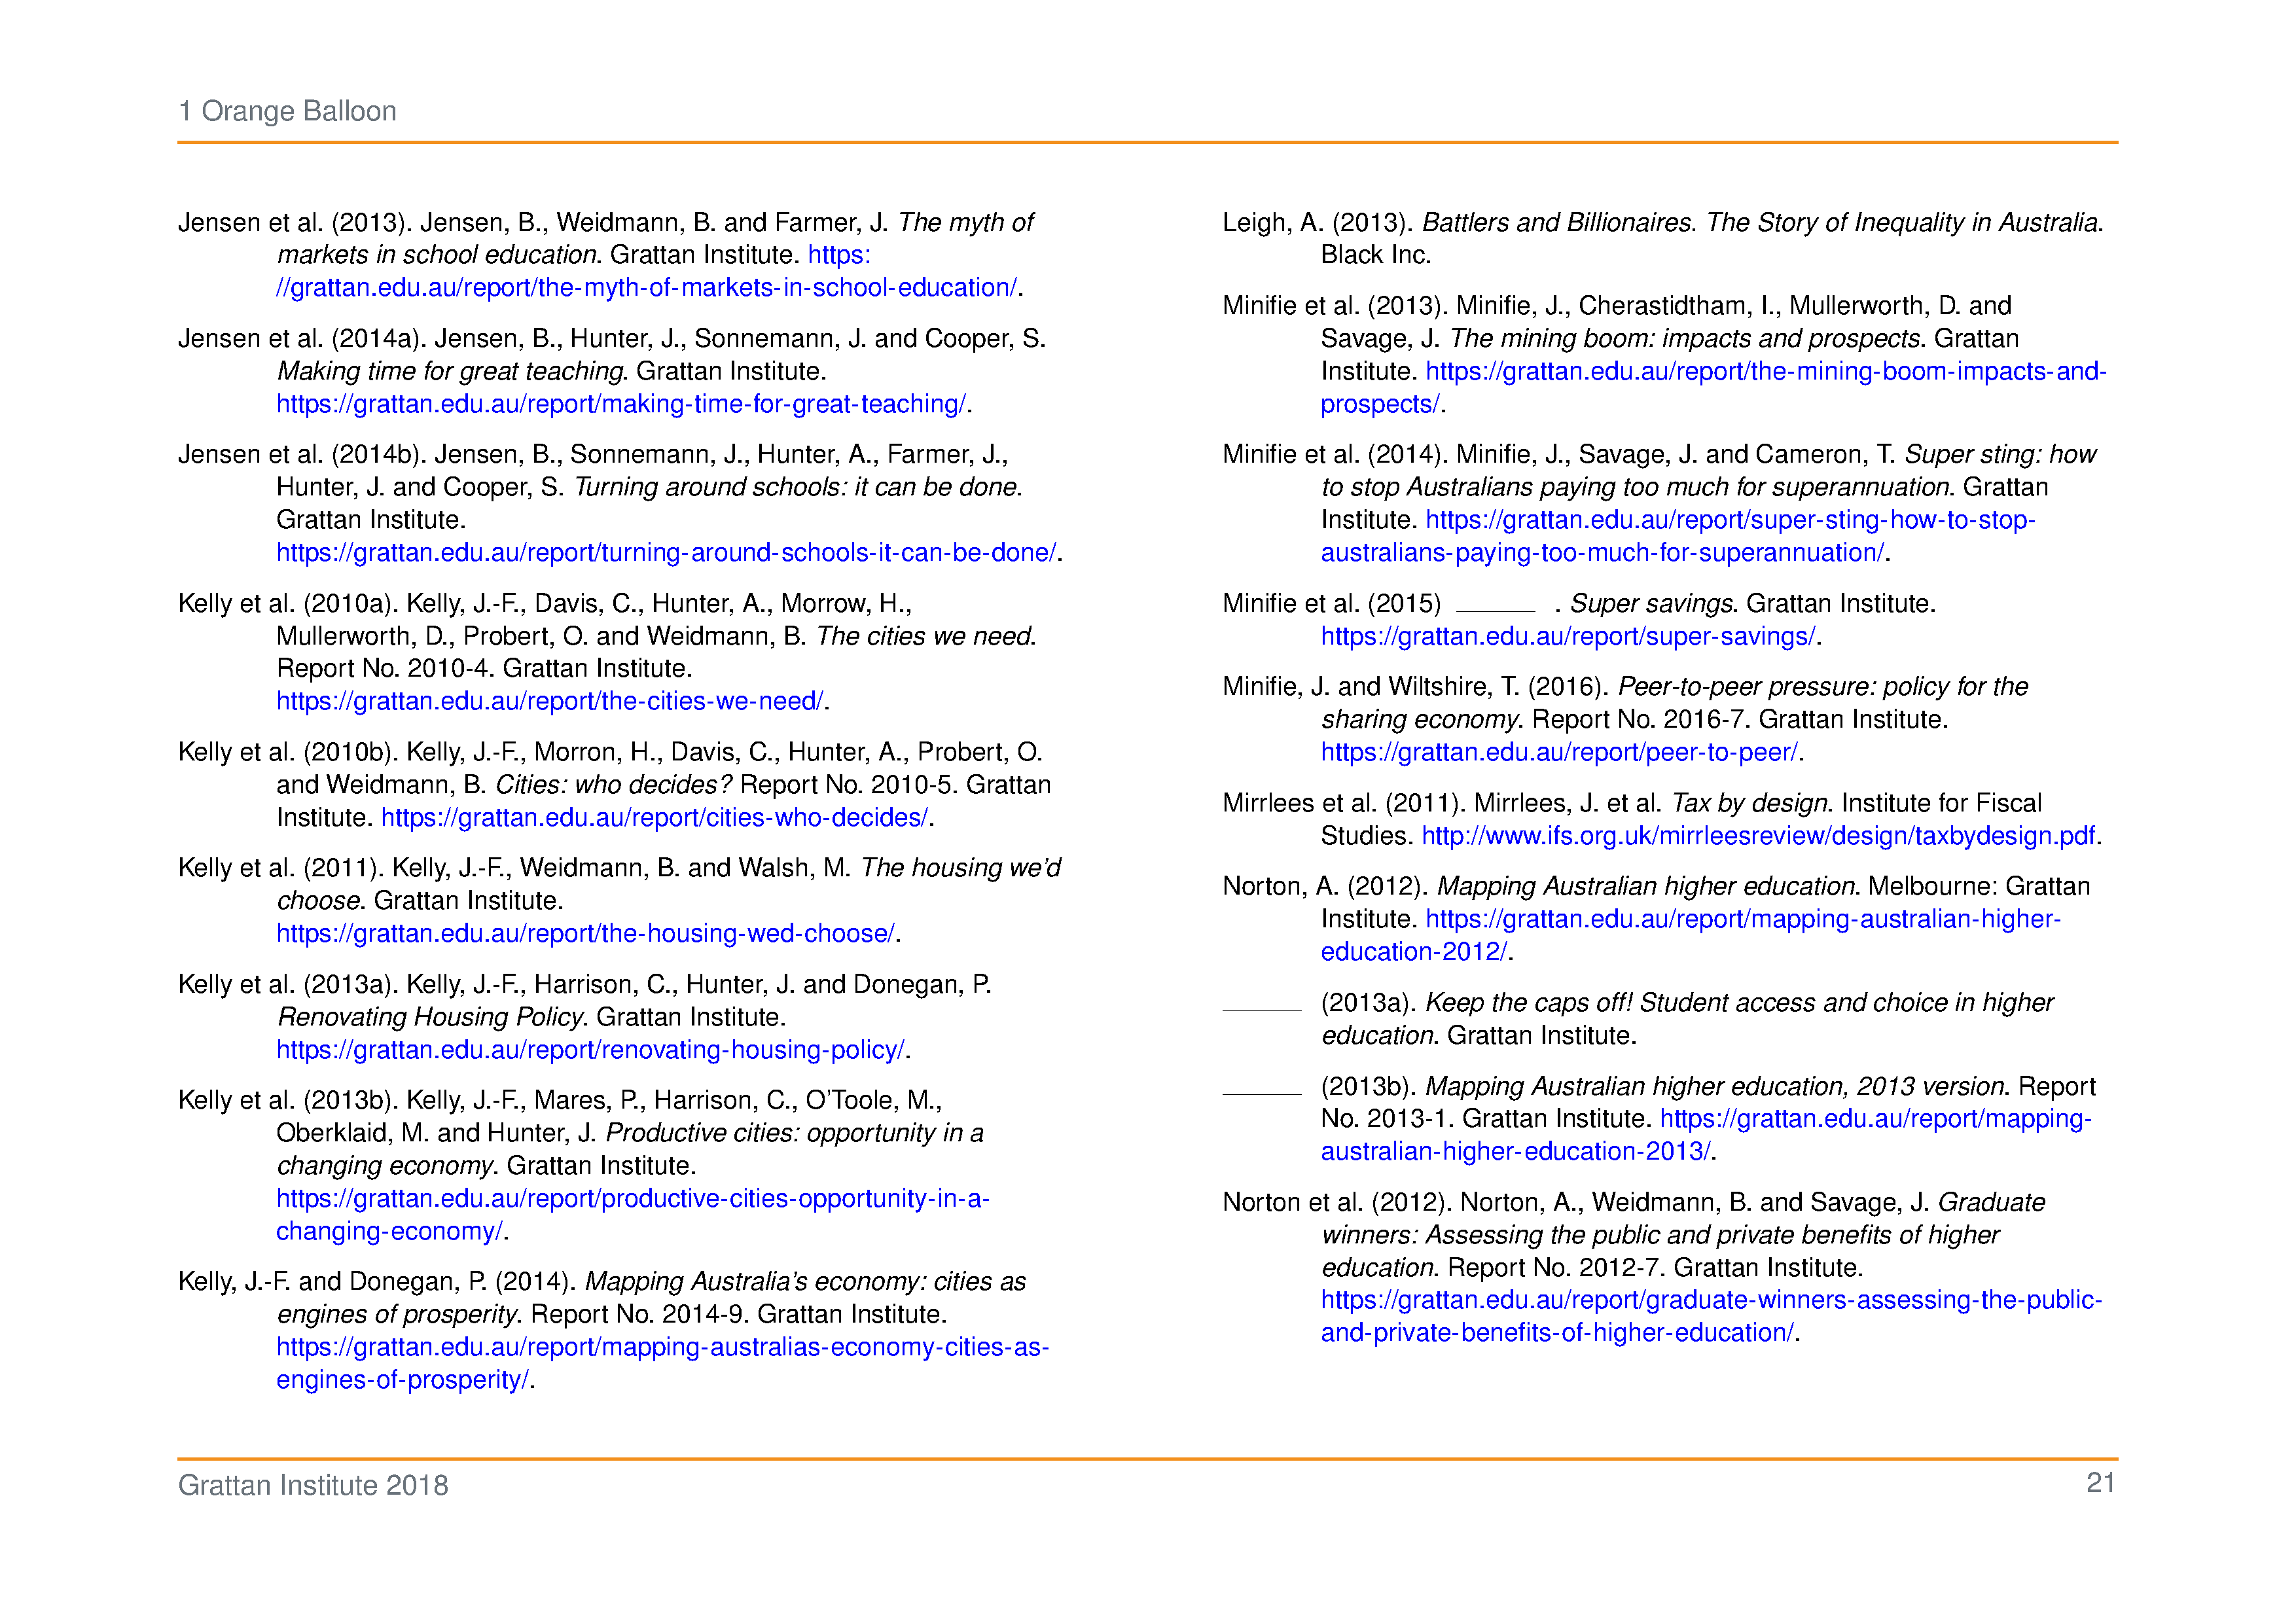 1 Orange Balloon
Jensen et al. (2013). Jensen, B., Weidmann, B. and Farmer, J. The myth of
markets in school education. Grattan Institute. https:
//grattan.edu.au/report/the-myth-of-markets-in-school-education/.
Jensen et al. (2014a). Jensen, B., Hunter, J., Sonnemann, J. and Cooper, S.
Making time for great teaching. Grattan Institute.
https://grattan.edu.au/report/making-time-for-great-teaching/.
Jensen et al. (2014b). Jensen, B., Sonnemann, J., Hunter, A., Farmer, J.,
Hunter, J. and Cooper, S. Turning around schools: it can be done.
Grattan Institute.
https://grattan.edu.au/report/turning-around-schools-it-can-be-done/.
Kelly et al. (2010a). Kelly, J.-F., Davis, C., Hunter, A., Morrow, H.,
Mullerworth, D., Probert, O. and Weidmann, B. The cities we need.
Report No. 2010-4. Grattan Institute.
https://grattan.edu.au/report/the-cities-we-need/.
Kelly et al. (2010b). Kelly, J.-F., Morron, H., Davis, C., Hunter, A., Probert, O.
and Weidmann, B. Cities: who decides? Report No. 2010-5. Grattan
Institute. https://grattan.edu.au/report/cities-who-decides/.
Kelly et al. (2011). Kelly, J.-F., Weidmann, B. and Walsh, M. The housing we'd
choose. Grattan Institute.
https://grattan.edu.au/report/the-housing-wed-choose/.
Kelly et al. (2013a). Kelly, J.-F., Harrison, C., Hunter, J. and Donegan, P.
Renovating Housing Policy. Grattan Institute.
https://grattan.edu.au/report/renovating-housing-policy/.
Kelly et al. (2013b). Kelly, J.-F., Mares, P., Harrison, C., O'Toole, M.,
Oberklaid, M. and Hunter, J. Productive cities: opportunity in a
changing economy. Grattan Institute.
https://grattan.edu.au/report/productive-cities-opportunity-in-a-
changing-economy/.
Kelly, J.-F. and Donegan, P. (2014). Mapping Australia's economy: cities as
engines of prosperity. Report No. 2014-9. Grattan Institute.
https://grattan.edu.au/report/mapping-australias-economy-cities-as-
engines-of-prosperity/.
Leigh, A. (2013). Battlers and Billionaires. The Story of Inequality in Australia.
Black Inc.
Minifie et al. (2013). Minifie, J., Cherastidtham, I., Mullerworth, D. and
Savage, J. The mining boom: impacts and prospects. Grattan
Institute. https://grattan.edu.au/report/the-mining-boom-impacts-and-
prospects/.
Minifie et al. (2014). Minifie, J., Savage, J. and Cameron, T. Super sting: how
to stop Australians paying too much for superannuation. Grattan
Institute. https://grattan.edu.au/report/super-sting-how-to-stop-
australians-paying-too-much-for-superannuation/.
Minifie et al. (2015) ______ . Super savings. Grattan Institute.
https://grattan.edu.au/report/super-savings/.
Minifie, J. and Wiltshire, T. (2016). Peer-to-peer pressure: policy for the
sharing economy. Report No. 2016-7. Grattan Institute.
https://grattan.edu.au/report/peer-to-peer/.
Mirrlees et al. (2011). Mirrlees, J. et al. Tax by design. Institute for Fiscal
Studies. http://www.ifs.org.uk/mirrleesreview/design/taxbydesign.pdf.
Norton, A. (2012). Mapping Australian higher education. Melbourne: Grattan
Institute. https://grattan.edu.au/report/mapping-australian-higher-
education-2012/.
______ (2013a). Keep the caps off! Student access and choice in higher
education. Grattan Institute.
______ (2013b). Mapping Australian higher education, 2013 version. Report
No. 2013-1. Grattan Institute. https://grattan.edu.au/report/mapping-
australian-higher-education-2013/.
Norton et al. (2012). Norton, A., Weidmann, B. and Savage, J. Graduate
winners: Assessing the public and private benefits of higher
education. Report No. 2012-7. Grattan Institute.
https://grattan.edu.au/report/graduate-winners-assessing-the-public-
and-private-benefits-of-higher-education/.
Grattan Institute 2018
21